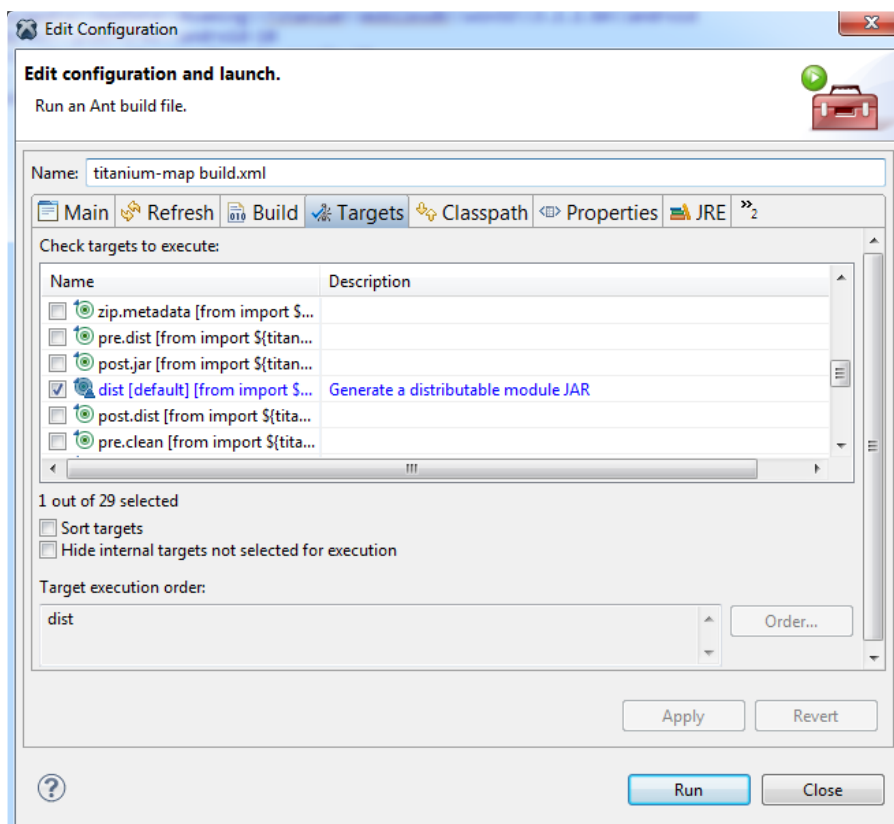 Edit Configuration
Edit configuration and launch.
Run an Ant build file.
Name: titanium-map build.xml
Main Refresh Build Targets Classpath Properties JRE »2
Check targets to execute:
Name Description
zip.metadata [from import $...
pre.dist [from import ${titan...
post.jar [from import ${titan...
dist [default] [from import $... Generate a distributable module JAR
post.dist [from import ${tita...
pre.clean [from import ${tita...
1 out of 29 selected
Sort targets
Hide internal targets not selected for execution
Target execution order:
dist
Order...
Apply Revert
Run Close